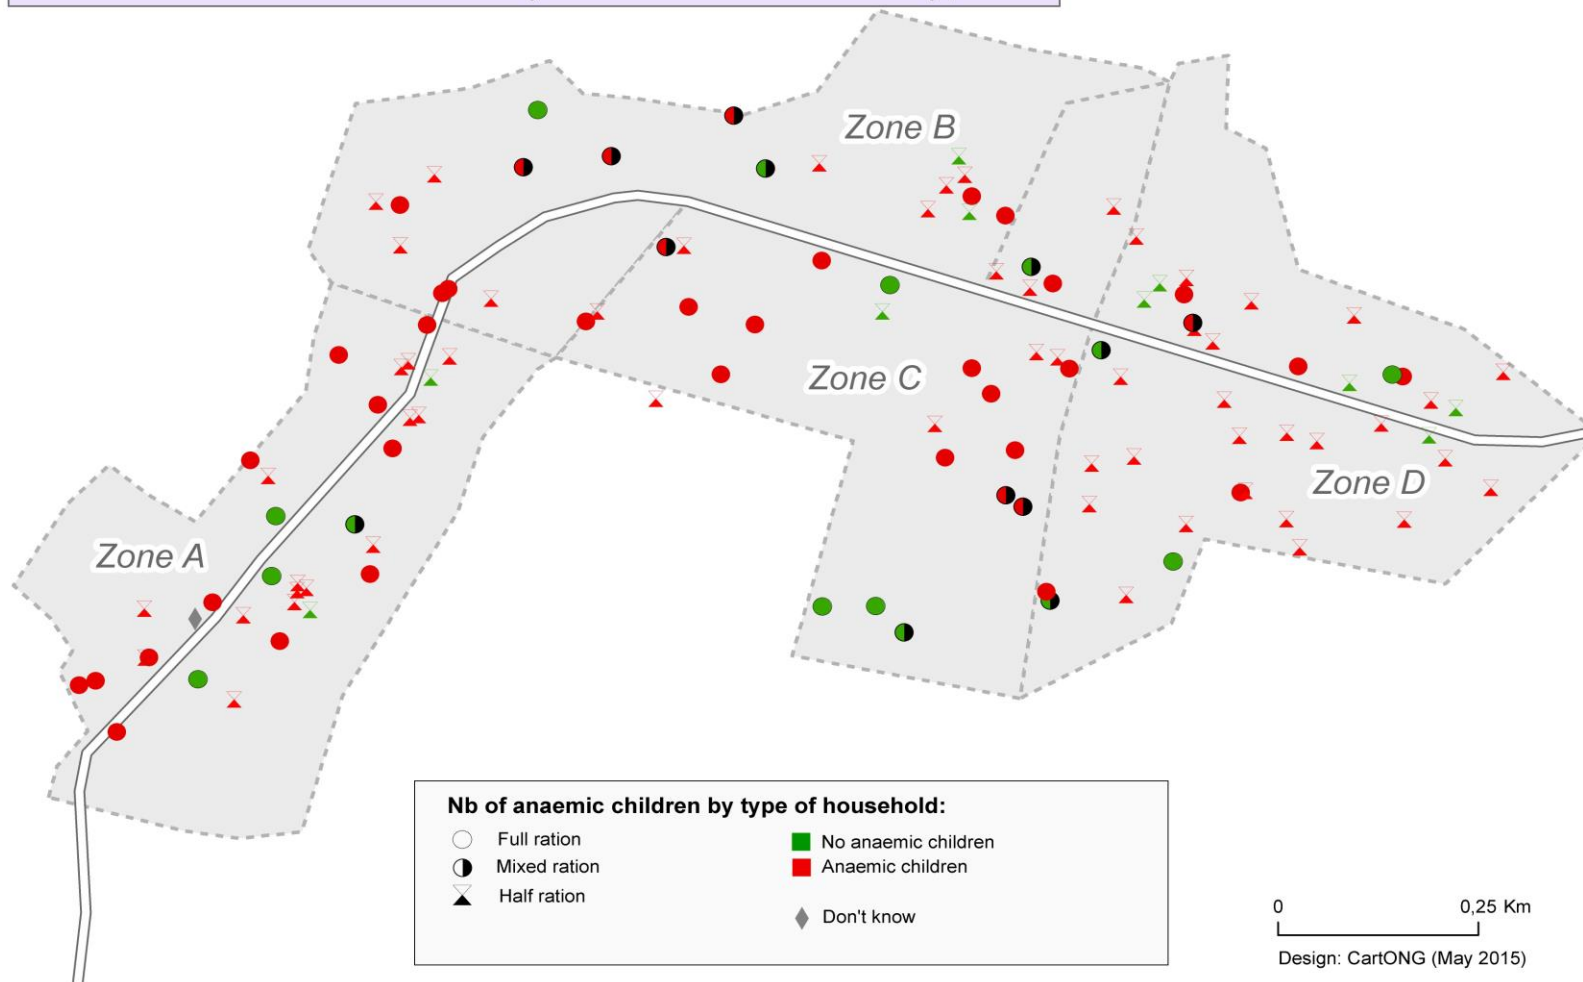 Zone B
Zone C
Zone D
Zone A
Nb of anaemic children by type of household:
Full ration
Mixed ration
Half ration
No anaemic children
Anaemic children
Don't know
0 0,25 Km
Design: CartONG (May 2015)